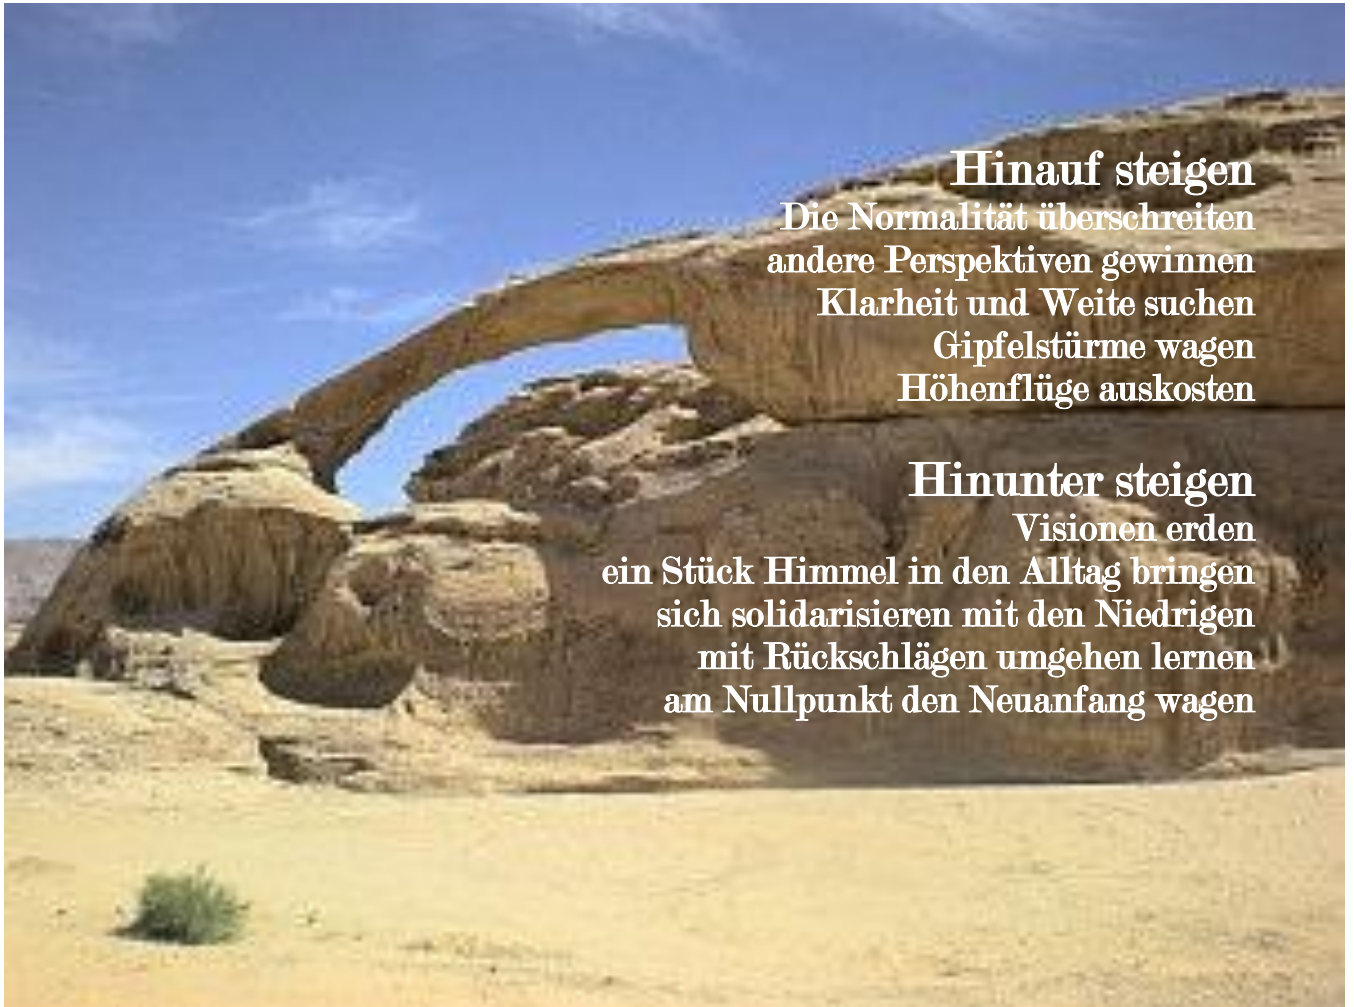 Hinauf steigen
Die Normalität überschreiten
andere Perspektiven gewinnen
Klarheit und Weite suchen
Gipfelstürme wagen
Höhenflüge auskosten
Hinunter steigen
Visionen erden
ein Stück Himmel in den Alltag bringen
sich solidarisieren mit den Niedrigen
mit Rückschlägen umgehen lernen
am Nullpunkt den Neuanfang wagen